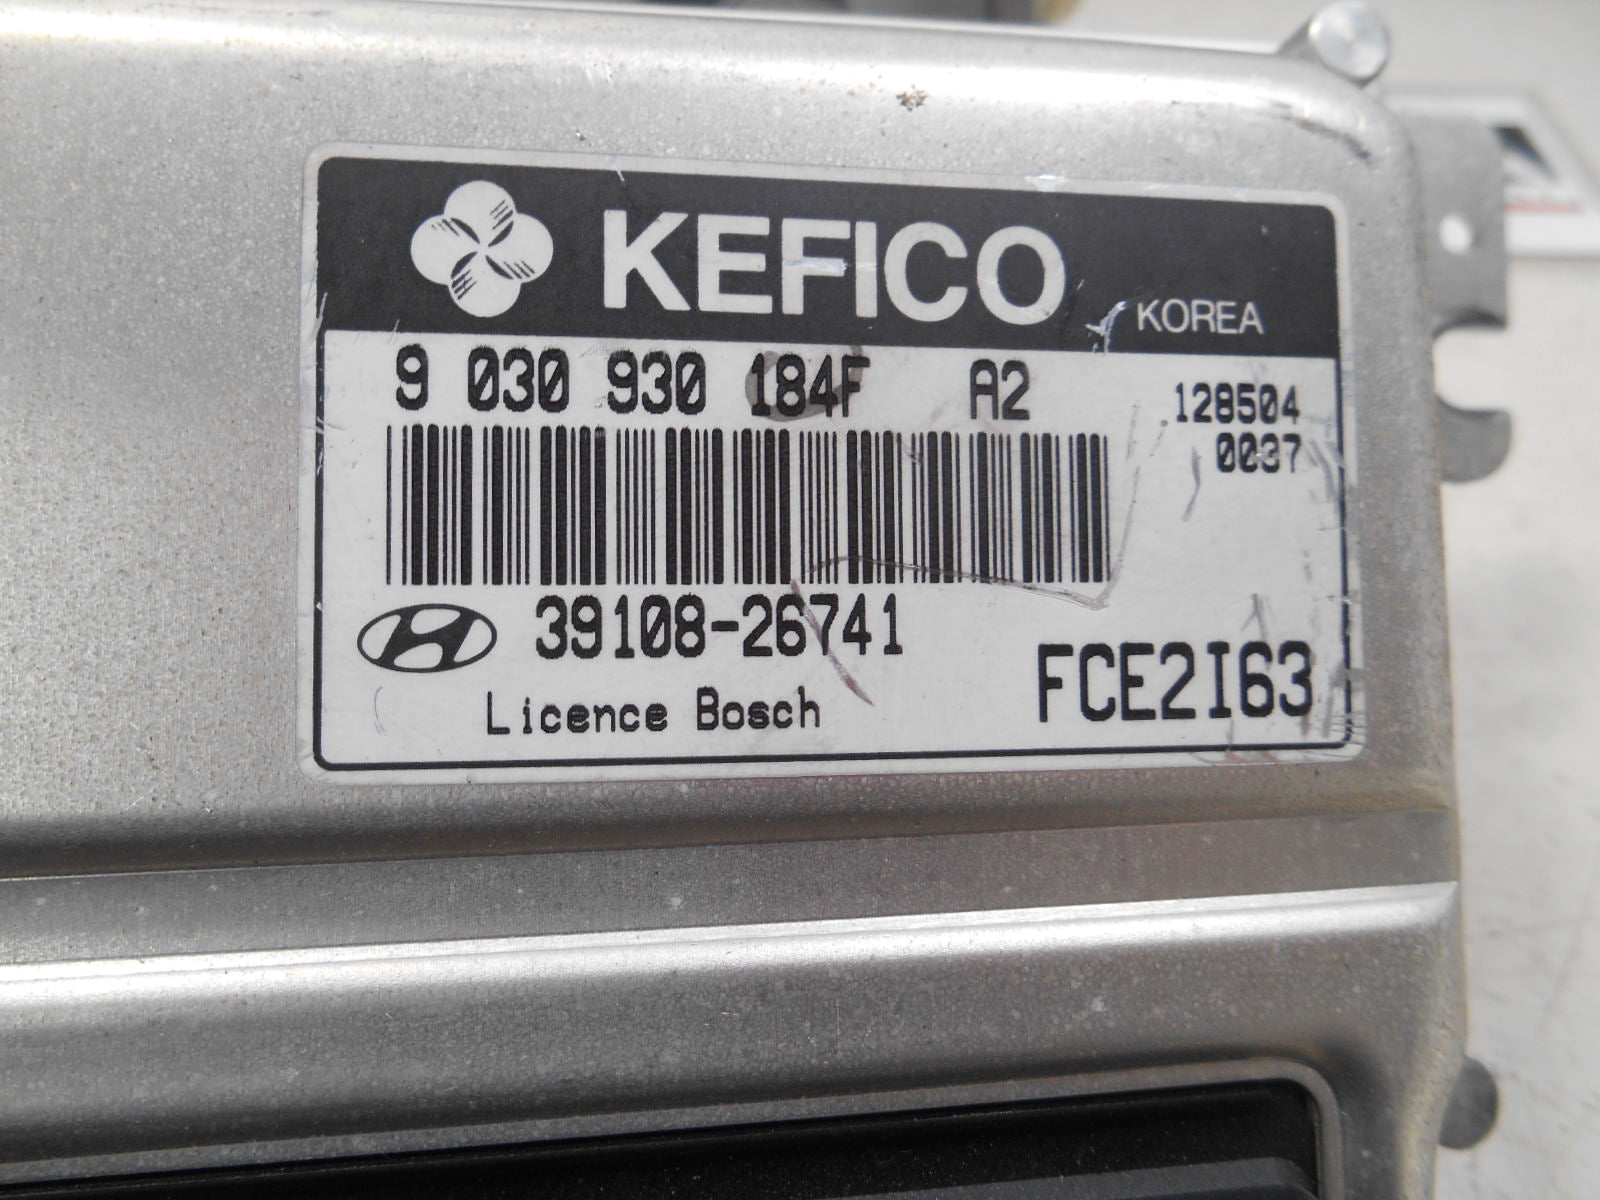 KEFICO KOREA
9 030 930 184F A2 128504
0037
39108-26741
FCE2I63
Licence Bosch